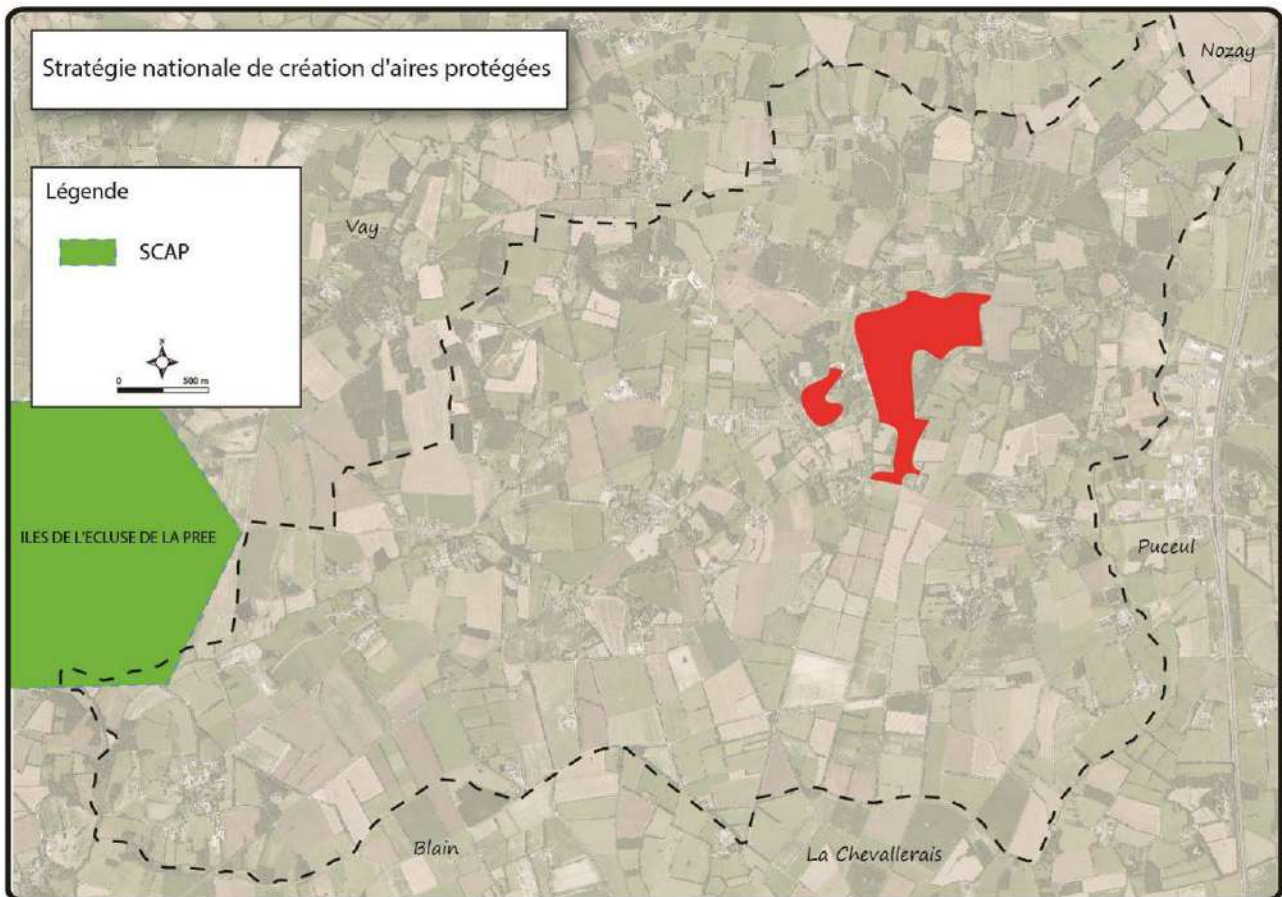 Stratégie nationale de création d'aires protégées
Nozay
Légende
SCAP
Vay
N
0 500 m
ILES DE L'ECLUSE DE LA PREE
Puceul
Blain
La Chevallerais